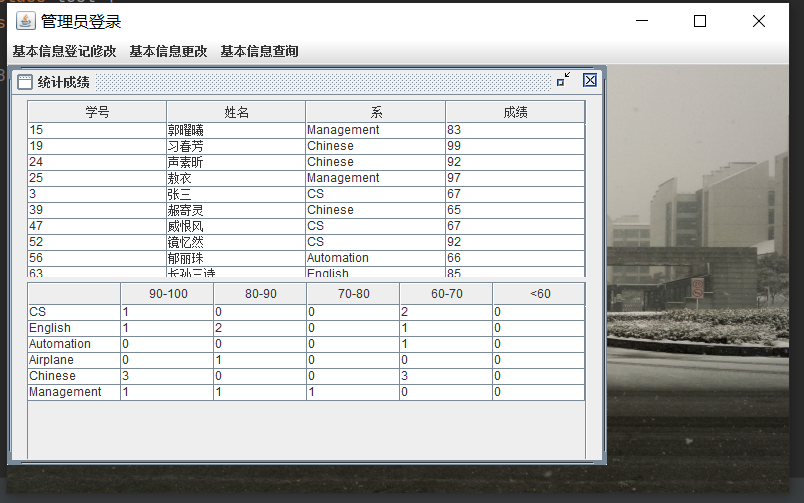 管理员登录
基本信息登记修改 基本信息更改 基本信息查询
统计成绩
学号 姓名 系 成绩
15 郭曜曦 Management 83
19 习春芳 Chinese 99
24 声素昕 Chinese 92
25 敖衣 Management 97
3 张三 CS 67
39 郝寄灵 Chinese 65
47 威恨风 CS 67
52 镜忆然 CS 92
56 郁丽珠 Automation 66
63 长孙三诗 English 85
90-100 80-90 70-80 60-70 <60
CS 1 0 0 2 0
English 1 2 0 1 0
Automation 0 0 0 1 0
Airplane 0 1 0 0 0
Chinese 3 0 0 3 0
Management 1 1 1 0 0